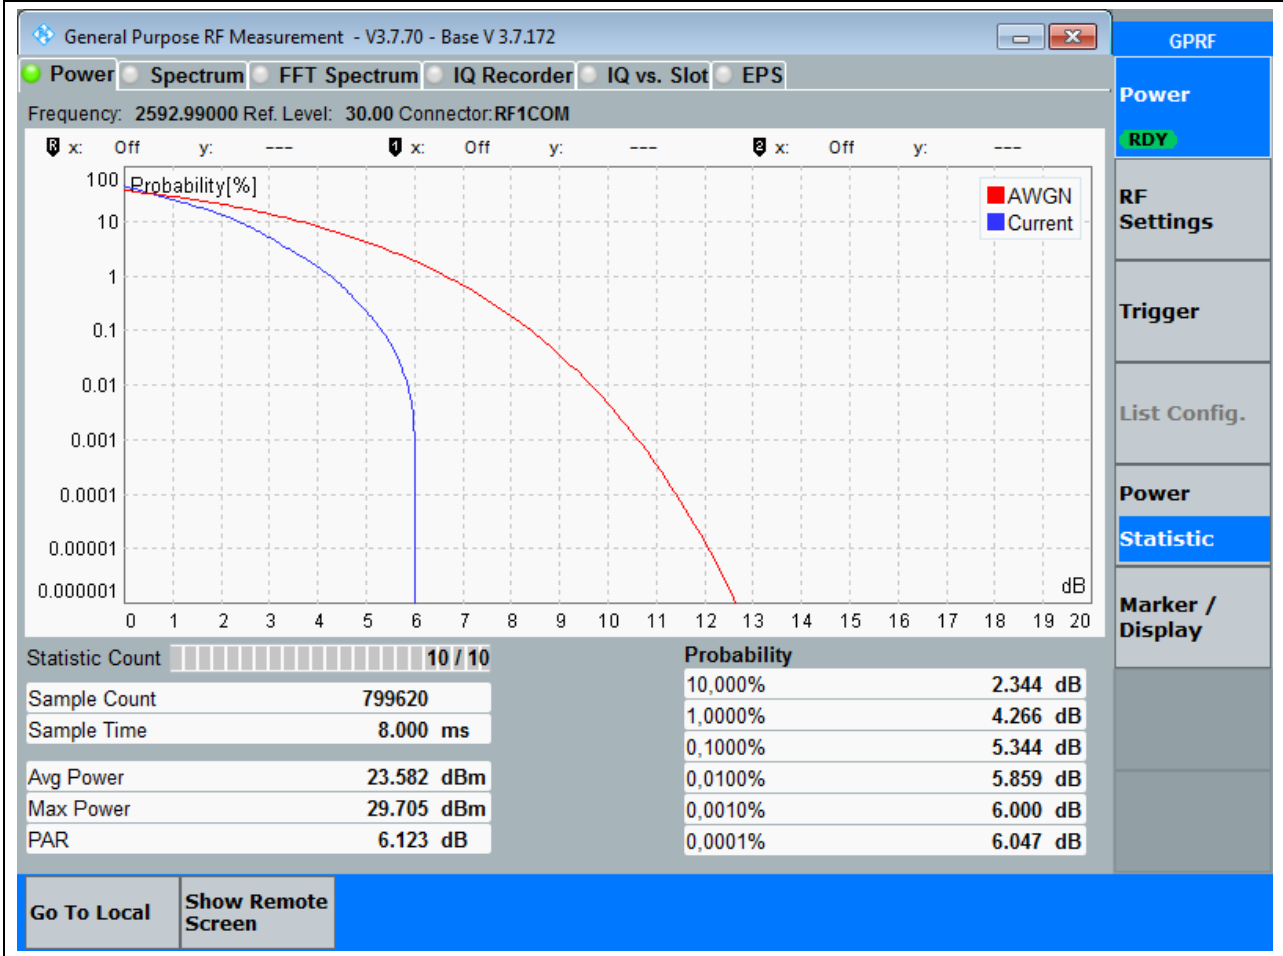 General Purpose RF Measurement - V3.7.70 - Base V 3.7.172
GPRF
Power Spectrum FFT Spectrum IQ Recorder IQ vs. Slot EPS
Frequency: 2592.99000 Ref. Level: 30.00 Connector:RF1COM
R x: Off y: --- 1 x: Off y: --- 2 x: Off y: ---
Probability[%]
AWGN
Current
100
10
1
0.1
0.01
0.001
0.0001
0.00001
0.000001
dB
0 1 2 3 4 5 6 7 8 9 10 11 12 13 14 15 16 17 18 19 20
Statistic Count 10 / 10
Sample Count 799620
Sample Time 8.000 ms
Avg Power 23.582 dBm
Max Power 29.705 dBm
PAR 6.123 dB
Probability
10,000% 2.344 dB
1,0000% 4.266 dB
0,1000% 5.344 dB
0,0100% 5.859 dB
0,0010% 6.000 dB
0,0001% 6.047 dB
Power
RDY
RF
Settings
Trigger
List Config.
Power
Statistic
Marker /
Display
Go To Local
Show Remote
Screen